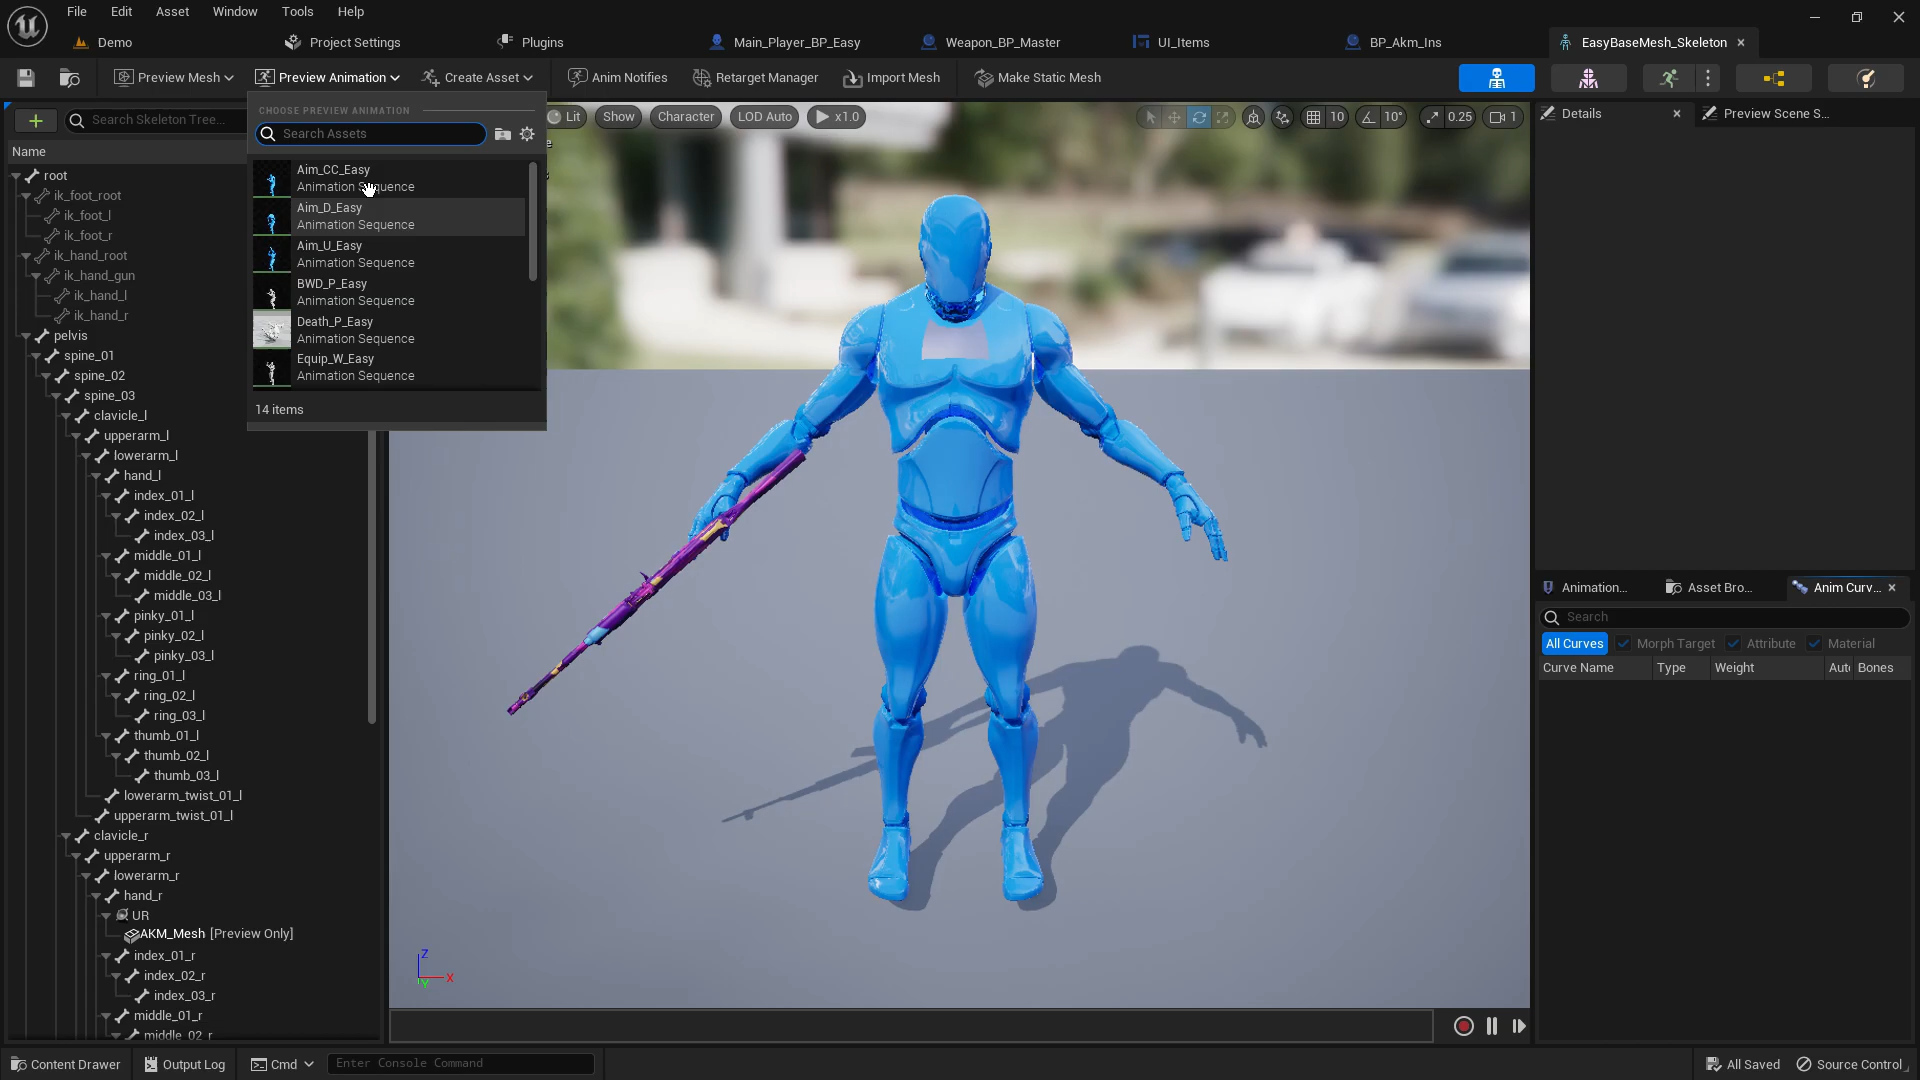 File Edit Asset Window Tools Help
Demo Project Settings Plugins Main_Player_BP_Easy Weapon_BP_Master UI_Items BP_Akm_Ins EasyBaseMesh_Skeleton
Preview Mesh Preview Animation Create Asset Anim Notifies Retarget Manager Import Mesh Make Static Mesh
Search Skeleton Tree...
Name
root
ik_foot_root
ik_foot_l
ik_foot_r
ik_hand_root
ik_hand_gun
ik_hand_l
ik_hand_r
pelvis
spine_01
spine_02
spine_03
clavicle_l
upperarm_l
lowerarm_l
hand_l
index_01_l
index_02_l
index_03_l
middle_01_l
middle_02_l
middle_03_l
pinky_01_l
pinky_02_l
pinky_03_l
ring_01_l
ring_02_l
ring_03_l
thumb_01_l
thumb_02_l
thumb_03_l
lowerarm_twist_01_l
upperarm_twist_01_l
clavicle_r
upperarm_r
lowerarm_r
hand_r
UR
AKM_Mesh [Preview Only]
index_01_r
index_02_r
index_03_r
middle_01_r
middle_02_r
CHOOSE PREVIEW ANIMATION
Search Assets
Aim_CC_Easy
Animation Sequence
Aim_D_Easy
Animation Sequence
Aim_U_Easy
Animation Sequence
BWD_P_Easy
Animation Sequence
Death_P_Easy
Animation Sequence
Equip_W_Easy
Animation Sequence
14 items
Lit Show Character LOD Auto x1.0 10 10° 0.25 1
Z
X
Y
Details Preview Scene S...
Animation... Asset Bro... Anim Curv...
Search
All Curves Morph Target Attribute Material
Curve Name Type Weight Aut Bones
Content Drawer Output Log Cmd Enter Console Command All Saved Source Control